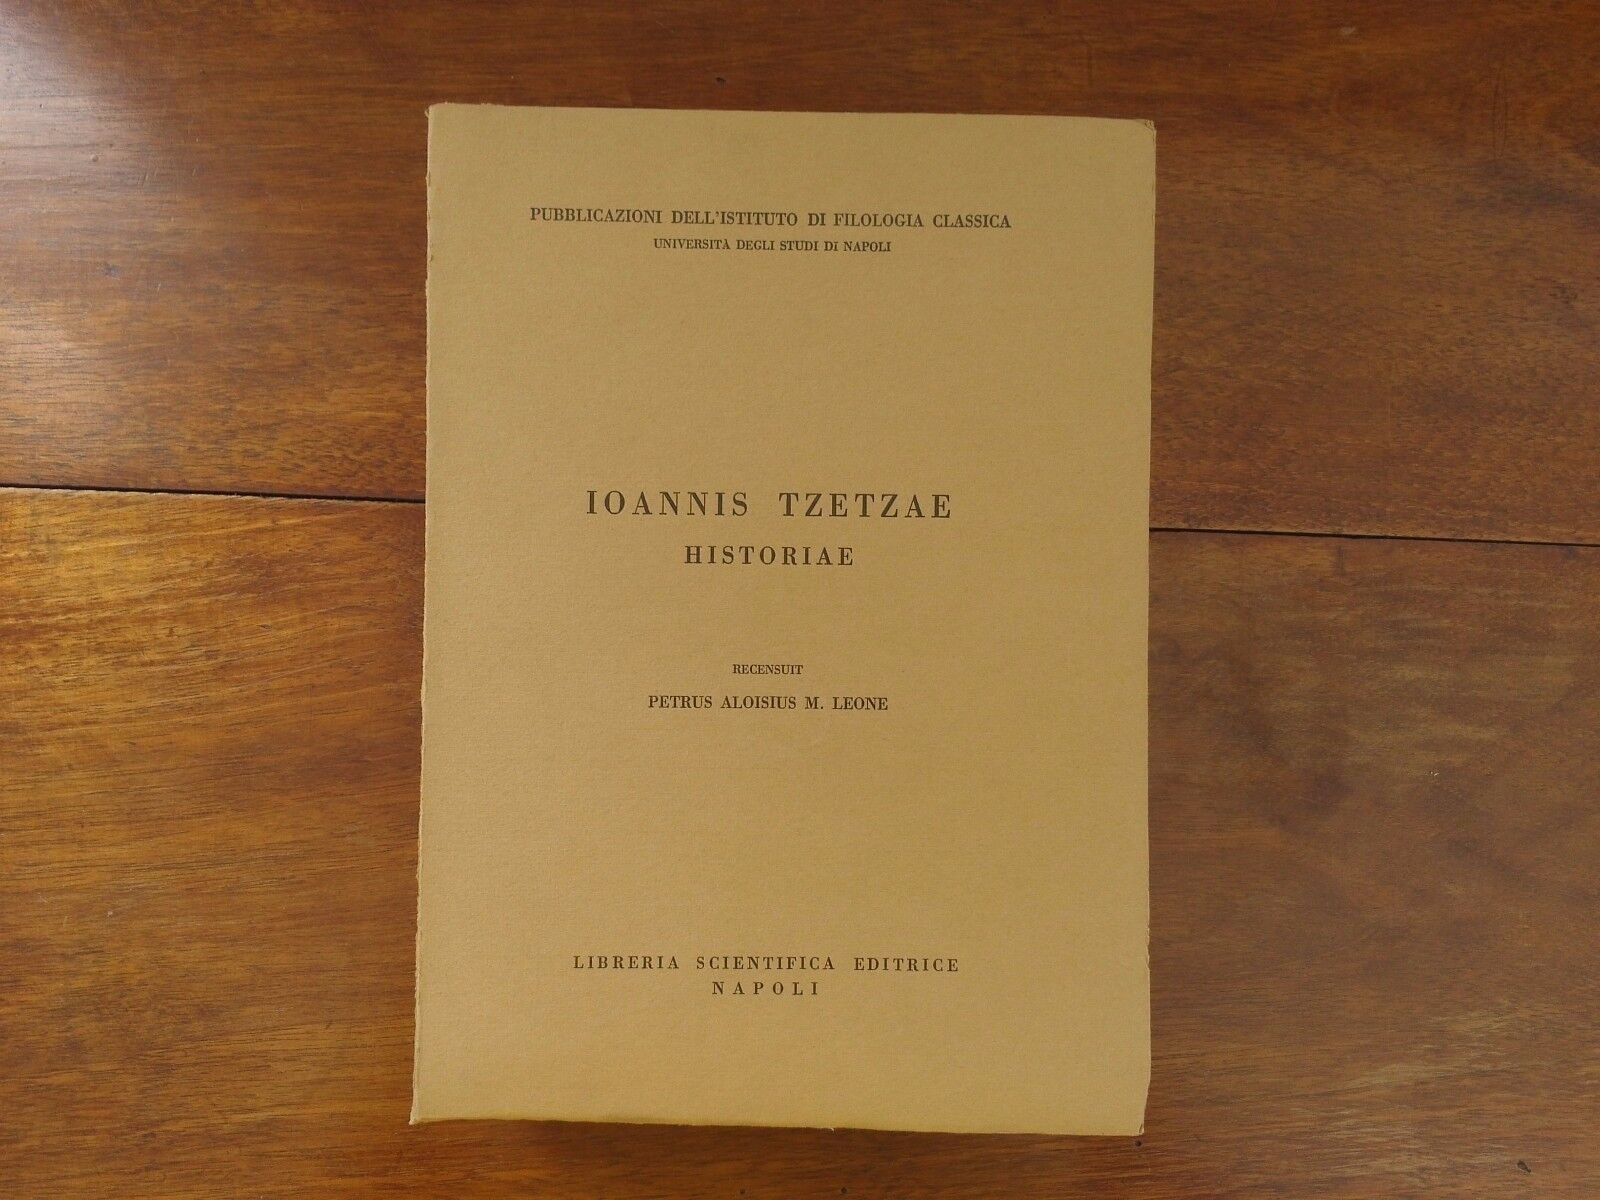 PUBBLICAZIONI DELL'ISTITUTO DI FILOLOGIA CLASSICA
UNIVERSITÀ DEGLI STUDI DI NAPOLI
IOANNIS TZETZAE
HISTORIAE
RECENSUIT
PETRUS ALOISIUS M. LEONE
LIBRERIA SCIENTIFICA EDITRICE
NAPOLI